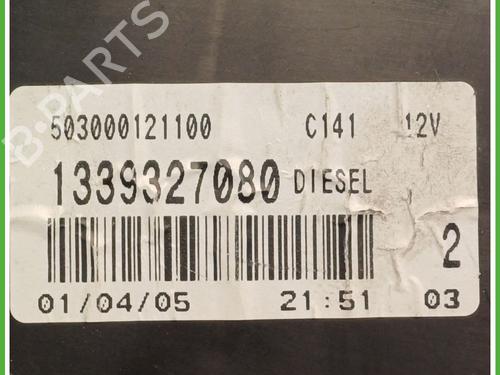 B-PARTS
503000121100 C141 12V
1339327080 DIESEL
2
01/04/05 21:51 03